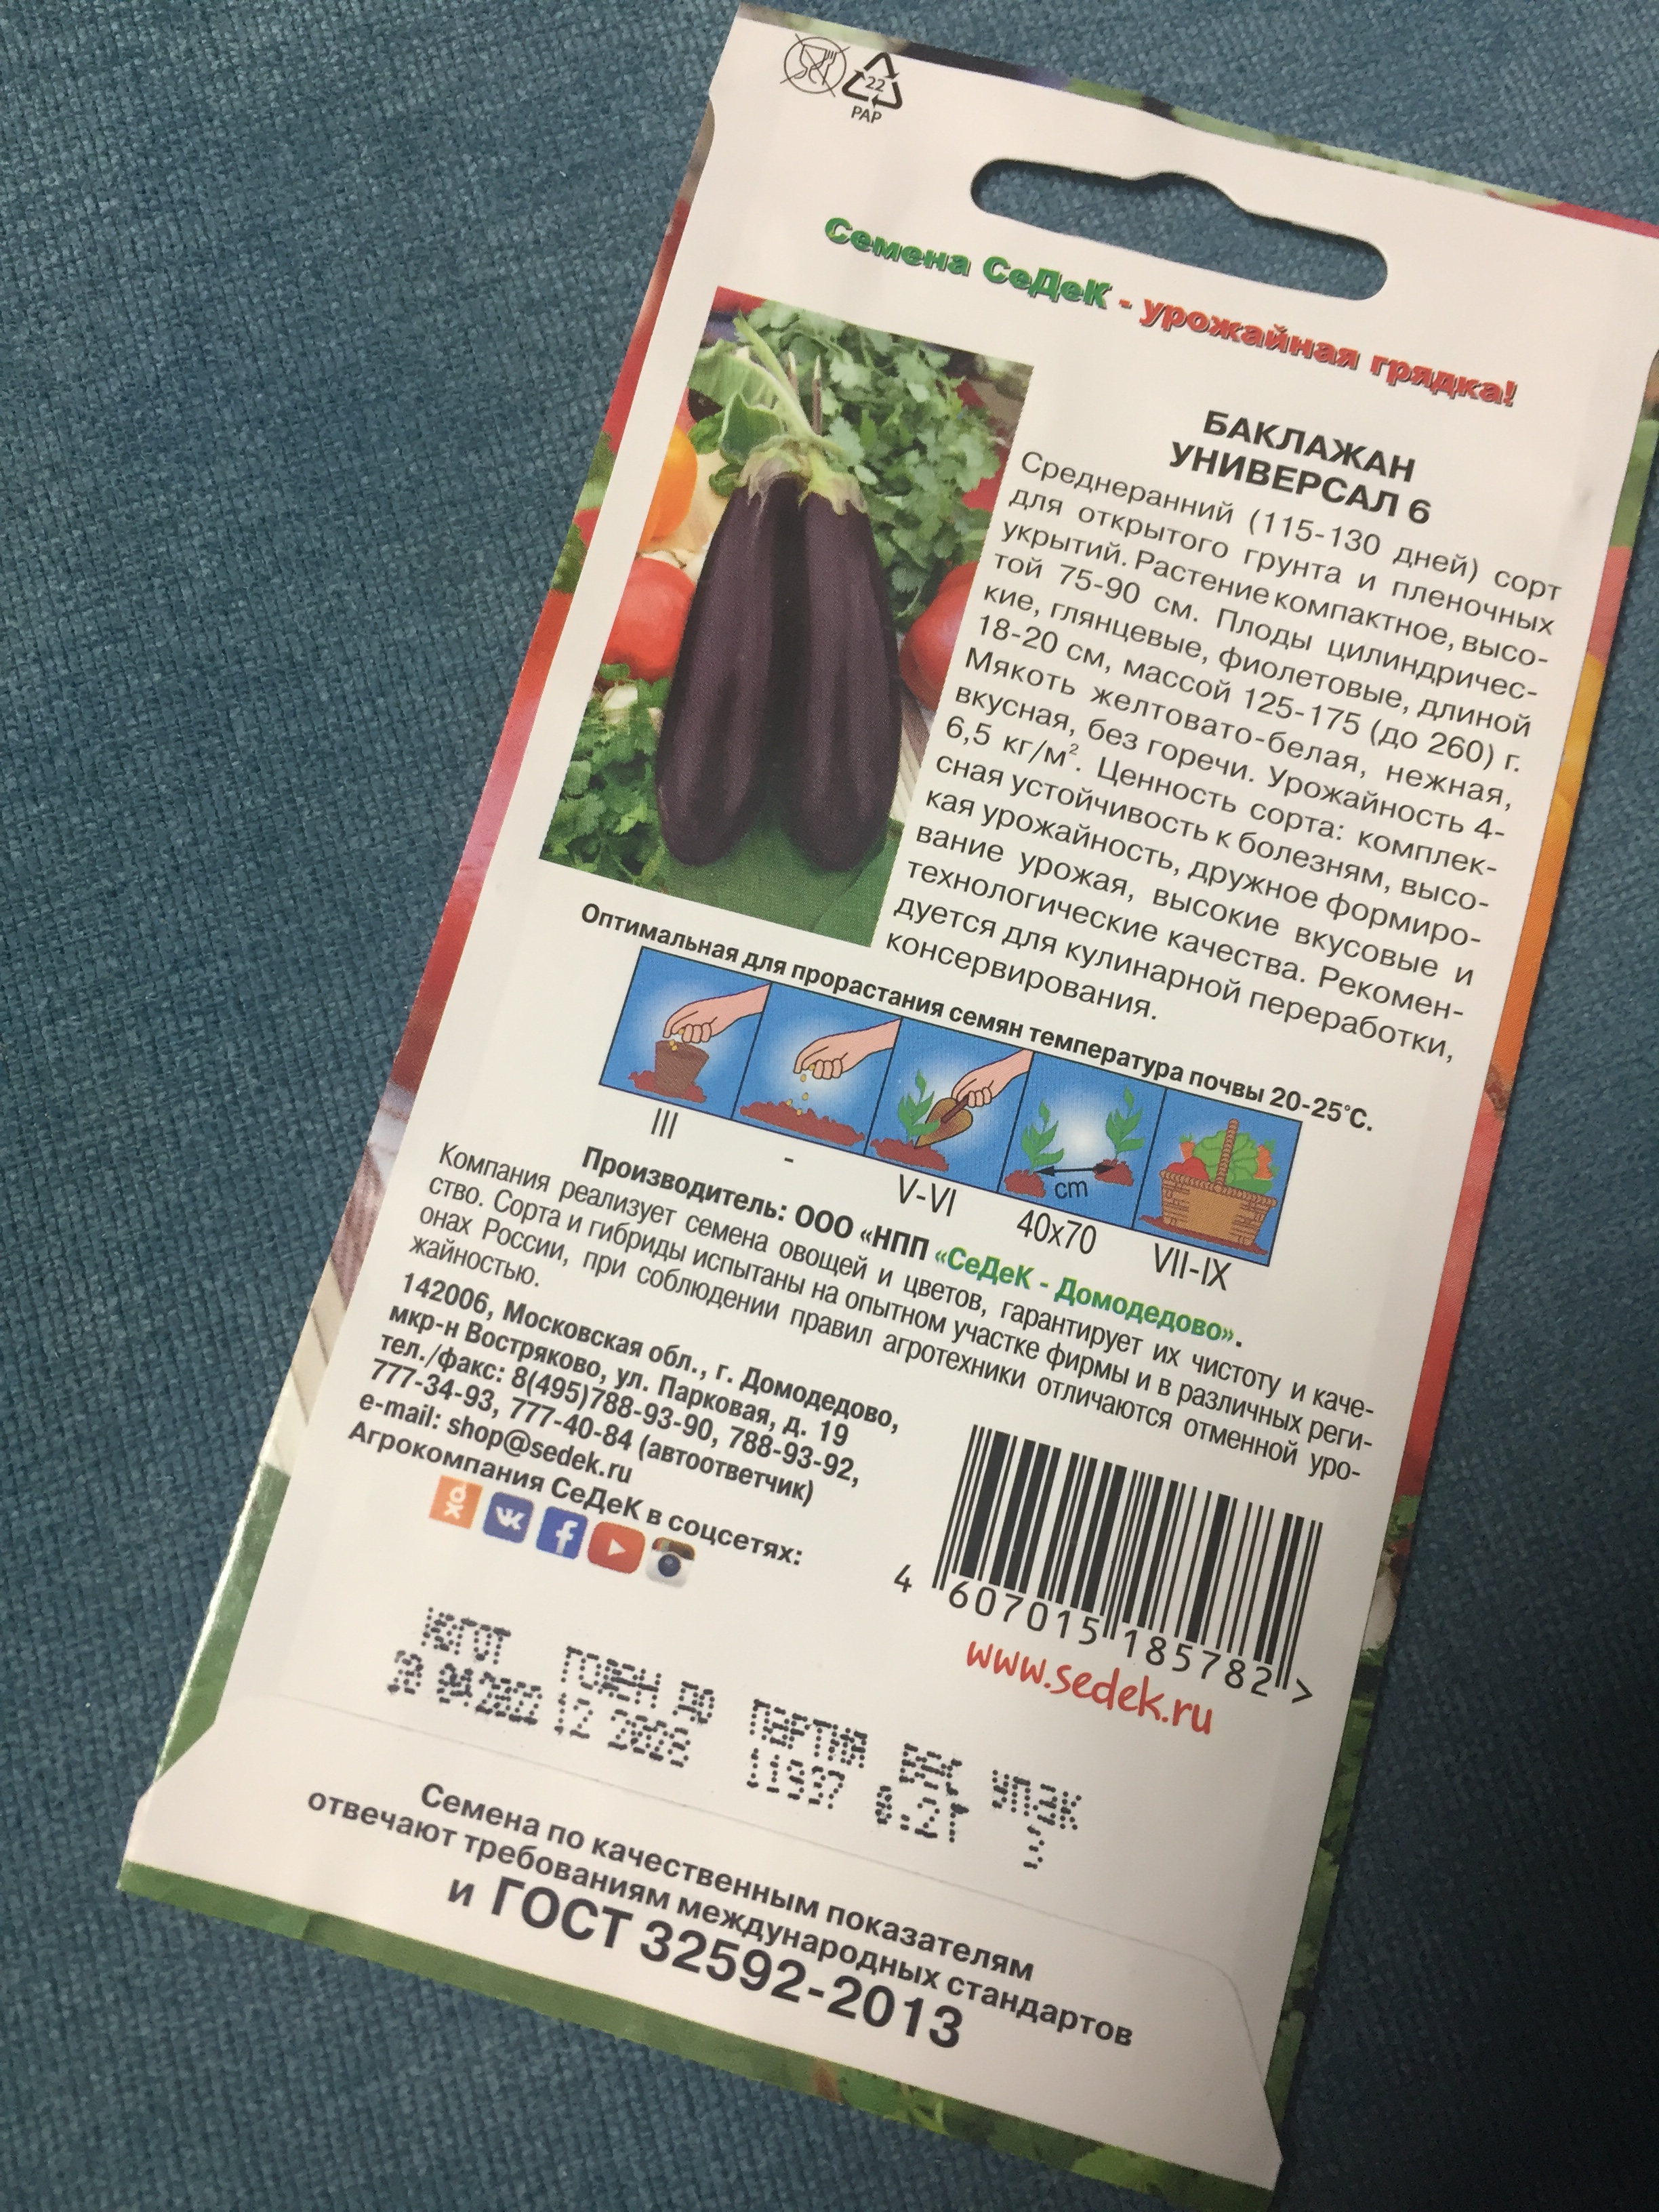 22
PAP
Семена СеДеК - урожайная грядка!
БАКЛАЖАН
УНИВЕРСАЛ 6
Среднеранний (115-130 дней) сорт
для открытого грунта и пленочных
укрытий. Растение компактное, высо-
той 75-90 см. Плоды цилиндричес-
кие, глянцевые, фиолетовые, длиной
18-20 см, массой 125-175 (до 260) г.
Мякоть желтовато-белая, нежная,
вкусная, без горечи. Урожайность 4-
6,5 кг/м². Ценность сорта: комплек-
сная устойчивость к болезням, высо-
кая урожайность, дружное формиро-
вание урожая, высокие вкусовые и
технологические качества. Рекомен-
дуется для кулинарной переработки,
консервирования.
Оптимальная для прорастания семян температура почвы 20-25°С.
cm
III - V-VI 40x70 VII-IX
Производитель: ООО «НПП «СеДеК - Домодедово».
Компания реализует семена овощей и цветов, гарантирует их чистоту и каче-
ство. Сорта и гибриды испытаны на опытном участке фирмы и в различных реги-
онах России, при соблюдении правил агротехники отличаются отменной уро-
жайностью.
142006, Московская обл., г. Домодедово,
мкр-н Востряково, ул. Парковая, д. 19
тел./факс: 8(495)788-93-90, 788-93-92,
777-34-93, 777-40-84 (автоответчик)
e-mail: shop@sedek.ru
Агрокомпания СеДеК в соцсетях:
4 607015 185782 >
www.sedek.ru
ГОДЕН ДО ПАРТИЯ ВЕС УПАК
12 2026 11937 0.2Г
Семена по качественным показателям
отвечают требованиям международных стандартов
и ГОСТ 32592-2013